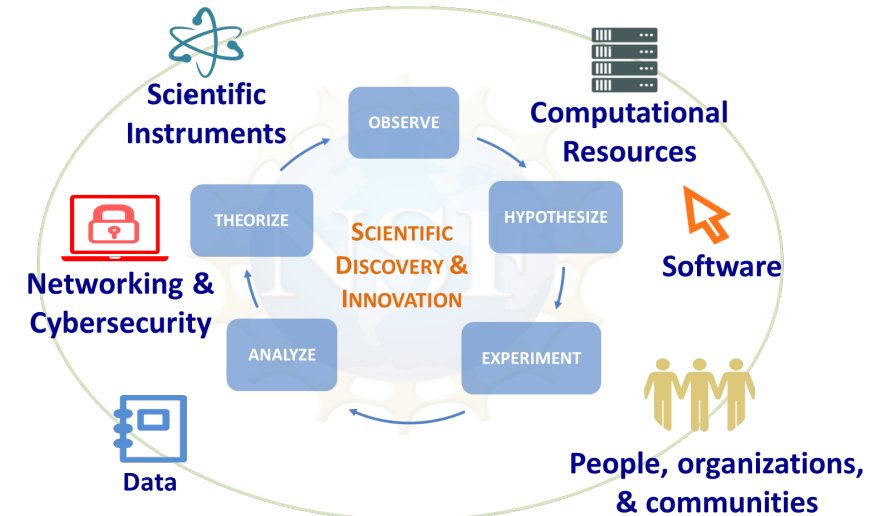 Scientific
Instruments
OBSERVE
Computational
Resources
THEORIZE
HYPOTHESIZE
SCIENTIFIC
DISCOVERY &
INNOVATION
NSF
Software
Networking &
Cybersecurity
ANALYZE
EXPERIMENT
Data
People, organizations,
& communities